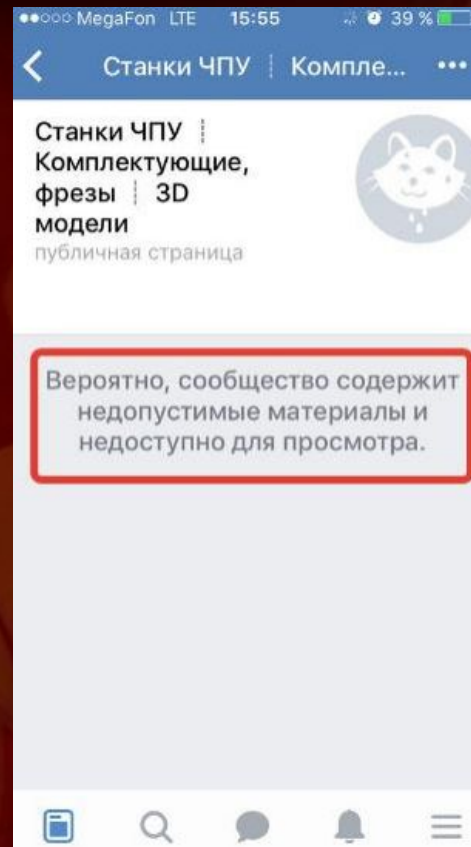 MegaFon LTE 15:55 39 %
Станки ЧПУ ┊ Компле...
Станки ЧПУ ┊
Комплектующие,
фрезы ┊ 3D
модели
публичная страница
Вероятно, сообщество содержит
недопустимые материалы и
недоступно для просмотра.